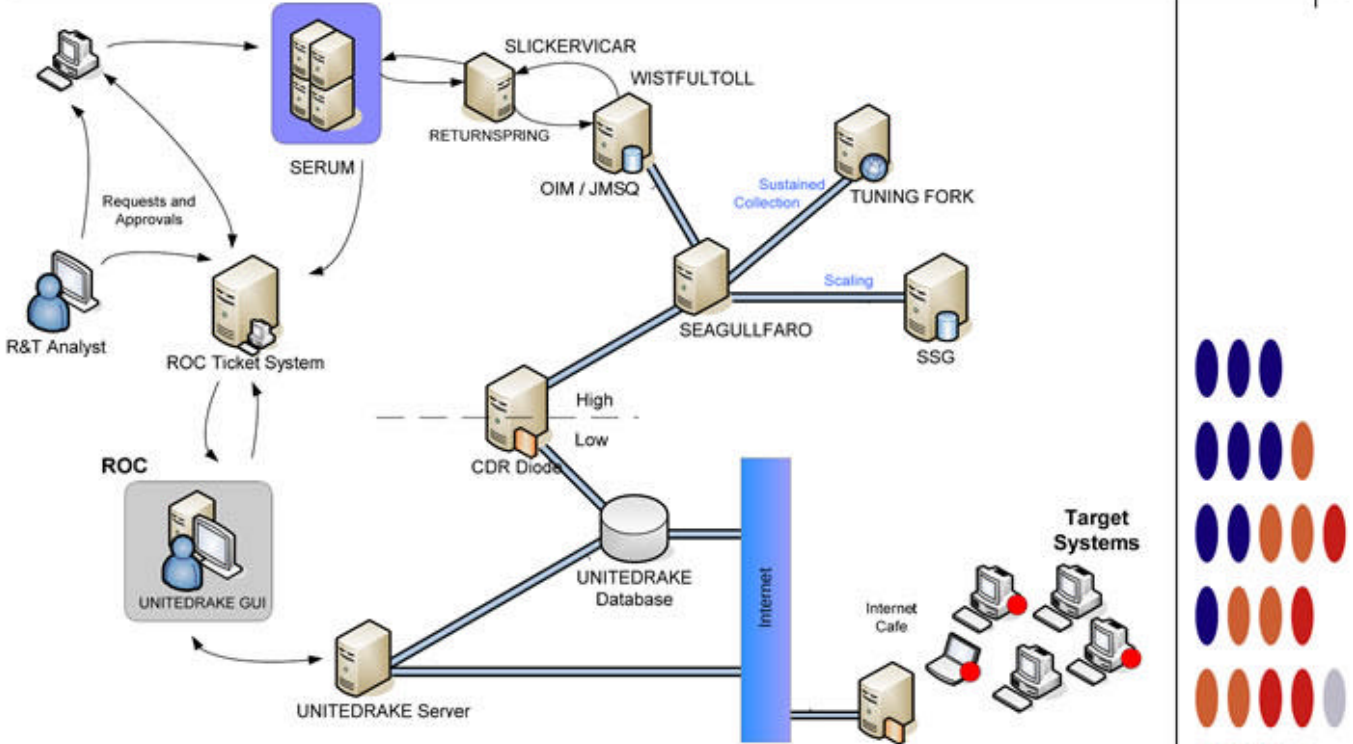 SLICKERVICAR
WISTFULTOLL
RETURNSPRING
SERUM
OIM / JMSQ
Sustained
Collection
TUNING FORK
Requests and
Approvals
Scaling
SEAGULLFARO
R&T Analyst
ROC Ticket System
SSG
High
Low
ROC
CDR Diode
Target
Systems
UNITEDRAKE
Database
UNITEDRAKE GUI
Internet
Internet
Cafe
UNITEDRAKE Server